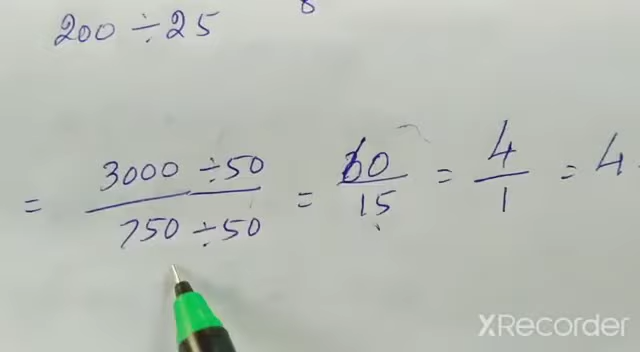 200 ÷ 25
8
= 3000 ÷ 50 / 750 ÷ 50 = 60 / 15 = 4 / 1 = 4
XRecorder